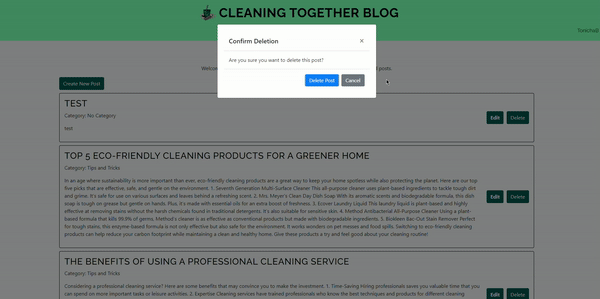 CLEANING TOGETHER BLOG
Confirm Deletion
×
Are you sure you want to delete this post?
Delete Post
Cancel
Welcome
posts.
Create New Post
TEST
Category: No Category
test
Edit
Delete
TOP 5 ECO-FRIENDLY CLEANING PRODUCTS FOR A GREENER HOME
Category: Tips and Tricks
In an era where sustainability is more important than ever, eco-friendly cleaning products are a great way to keep your home spotless while also protecting the planet. Here are our top
five picks that are effective, safe, and gentle on the environment. 1. Seventh Generation Multi-Surface Cleaner This all-purpose cleaner uses plant-based ingredients to tackle tough dirt
and grime. It's safe for use on various surfaces and leaves behind a refreshing scent. 2. Mrs. Meyer's Clean Day Dish Soap With its aromatic scents and biodegradable formula, this dish
soap is tough on grease but gentle on hands. Plus, it's made with essential oils for an extra boost of freshness. 3. Ecover Laundry Liquid This laundry liquid is plant-based and highly
effective at removing stains without the harsh chemicals found in traditional detergents. It's also suitable for sensitive skin. 4. Method Antibacterial All-Purpose Cleaner Using a plant-
based formula that kills 99.9% of germs, Method's cleaner is as effective as conventional products but made with biodegradable ingredients. 5. Biokleen Bac-Out Stain Remover Perfect
for tough stains, this enzyme-based formula is not only effective but also safe for the environment. It works wonders on pet messes and food spills. Switching to eco-friendly cleaning
products can help reduce your carbon footprint while maintaining a clean and healthy home. Give these products a try and feel good about your cleaning routine!
Edit
Delete
THE BENEFITS OF USING A PROFESSIONAL CLEANING SERVICE
Category: Tips and Tricks
Considering a professional cleaning service? Here are some benefits that may convince you to make the investment. 1. Time-Saving Hiring professionals saves you valuable time that you
can spend on more important tasks or leisure activities. 2. Expertise Cleaning services have trained professionals who know the best techniques and products for different cleaning
Edit
Delete